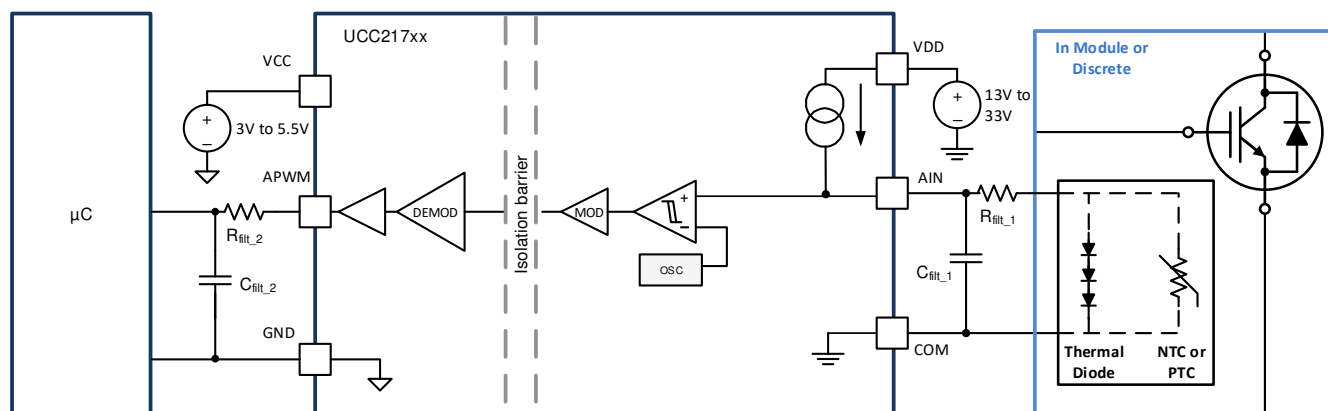 UCC217xx
VCC
VDD
In Module or
Discrete
+
−
3V to 5.5V
+
−
13V to
33V
APWM
AIN
µC
DEMOD
Isolation barrier
MOD
+
−
Rfilt_2
Rfilt_1
OSC
Cfilt_2
Cfilt_1
GND
COM
Thermal
Diode
NTC or
PTC